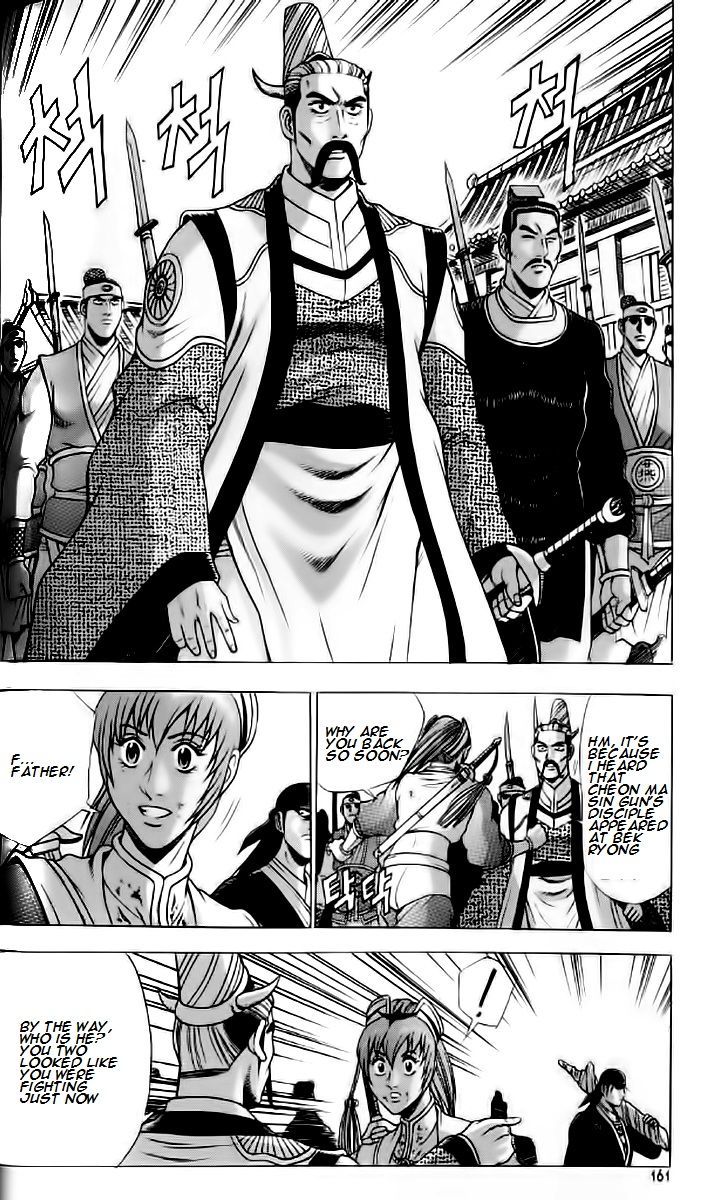 척
척
척
F...
FATHER!
WHY ARE
YOU BACK
SO SOON?
HM, IT'S
BECAUSE
I HEARD
THAT
CHEON MA
SIN GUN'S
DISCIPLE
APPEARED
AT BEK
RYONG
......
탁
탁
BY THE WAY,
WHO IS HE?
YOU TWO
LOOKED LIKE
YOU WERE
FIGHTING
JUST NOW
!
161